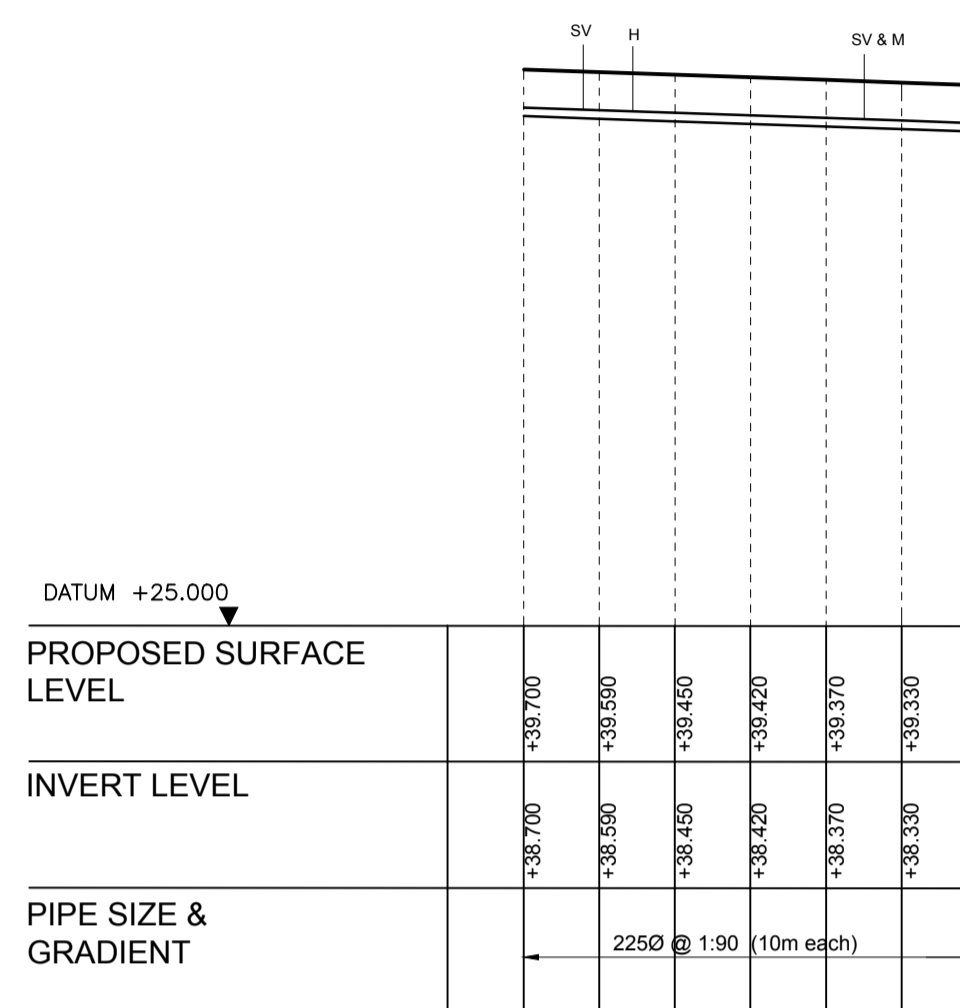 SV
H
SV & M
DATUM +25.000
PROPOSED SURFACE
LEVEL
+39.700
+39.590
+39.450
+39.420
+39.370
+39.330
INVERT LEVEL
+38.700
+38.590
+38.450
+38.420
+38.370
+38.330
PIPE SIZE &
GRADIENT
225Ø @ 1:90 (10m each)